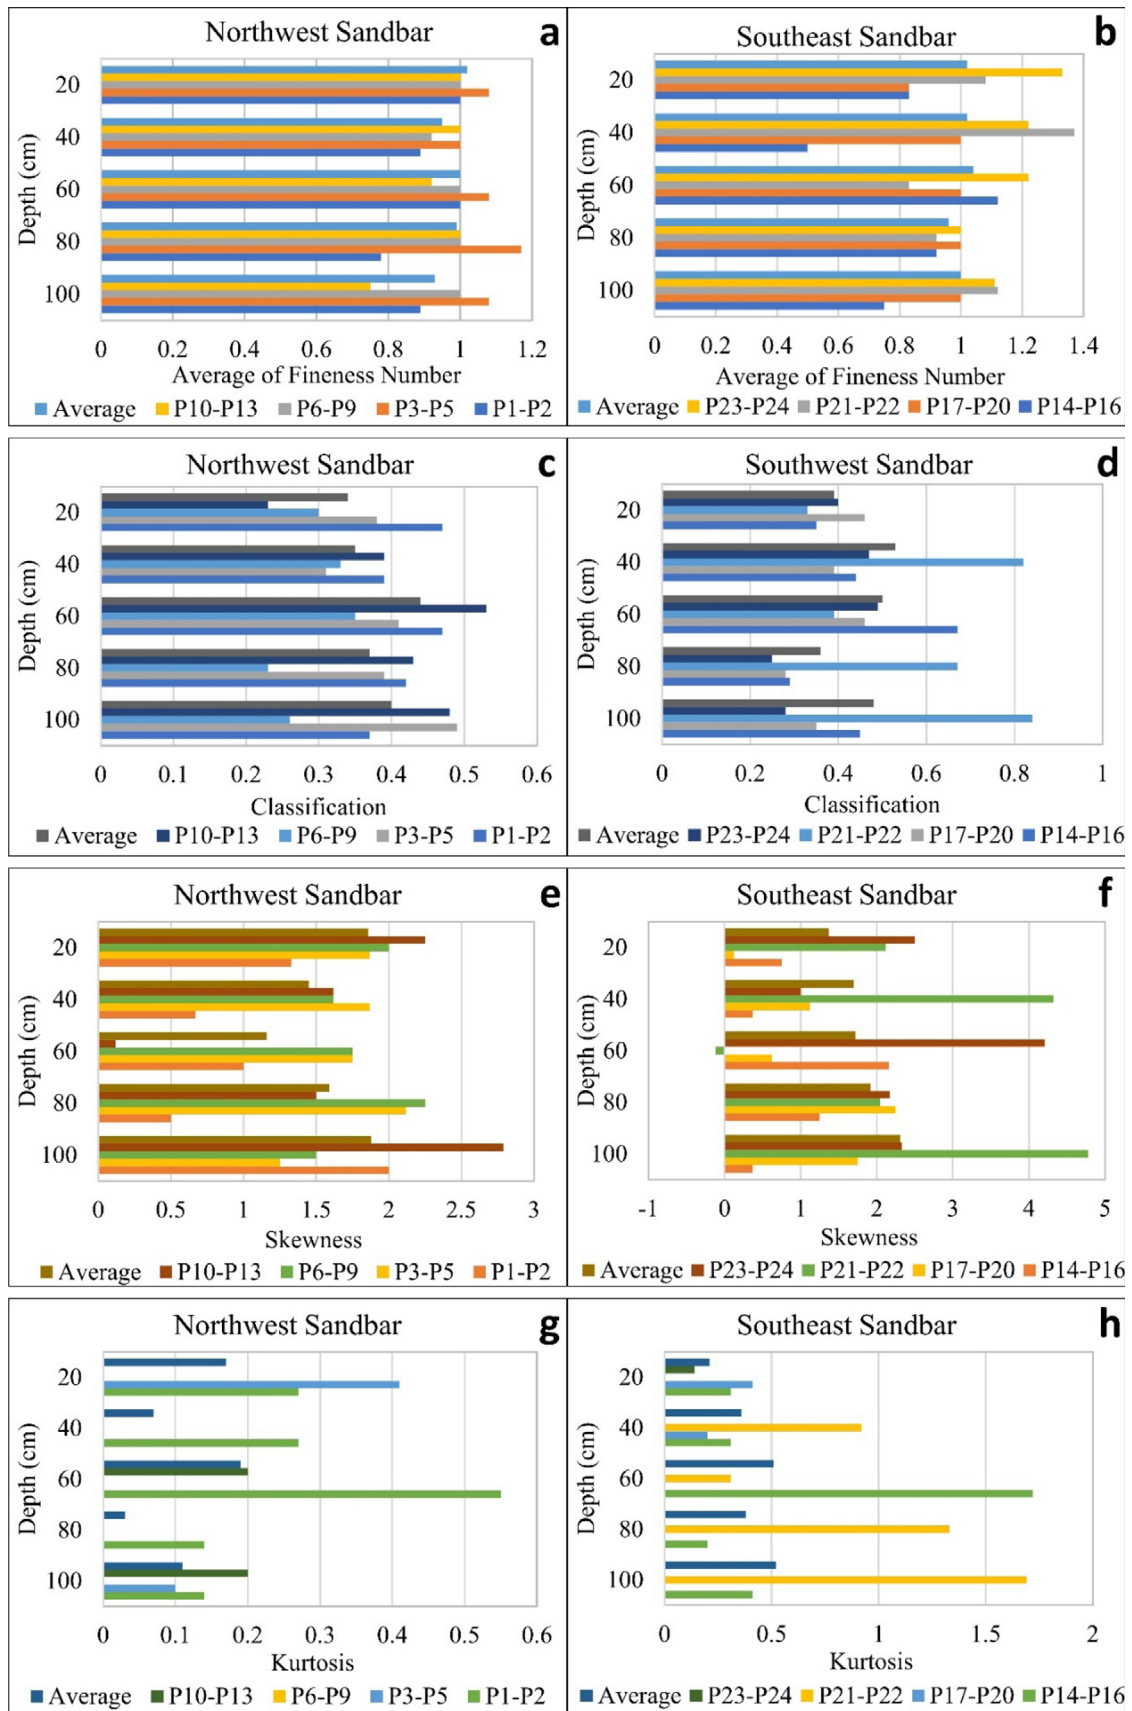 Northwest Sandbar
a
20
40
60
80
100
Depth (cm)
0 0.2 0.4 0.6 0.8 1 1.2
Average of Fineness Number
Average P10-P13 P6-P9 P3-P5 P1-P2
Southeast Sandbar
b
20
40
60
80
100
Depth (cm)
0 0.2 0.4 0.6 0.8 1 1.2 1.4
Average of Fineness Number
Average P23-P24 P21-P22 P17-P20 P14-P16
Northwest Sandbar
c
20
40
60
80
100
Depth (cm)
0 0.1 0.2 0.3 0.4 0.5 0.6
Classification
Average P10-P13 P6-P9 P3-P5 P1-P2
Southwest Sandbar
d
20
40
60
80
100
Depth (cm)
0 0.2 0.4 0.6 0.8 1
Classification
Average P23-P24 P21-P22 P17-P20 P14-P16
Northwest Sandbar
e
20
40
60
80
100
Depth (cm)
0 0.5 1 1.5 2 2.5 3
Skewness
Average P10-P13 P6-P9 P3-P5 P1-P2
Southeast Sandbar
f
20
40
60
80
100
Depth (cm)
-1 0 1 2 3 4 5
Skewness
Average P23-P24 P21-P22 P17-P20 P14-P16
Northwest Sandbar
g
20
40
60
80
100
Depth (cm)
0 0.1 0.2 0.3 0.4 0.5 0.6
Kurtosis
Average P10-P13 P6-P9 P3-P5 P1-P2
Southeast Sandbar
h
20
40
60
80
100
Depth (cm)
0 0.5 1 1.5 2
Kurtosis
Average P23-P24 P21-P22 P17-P20 P14-P16